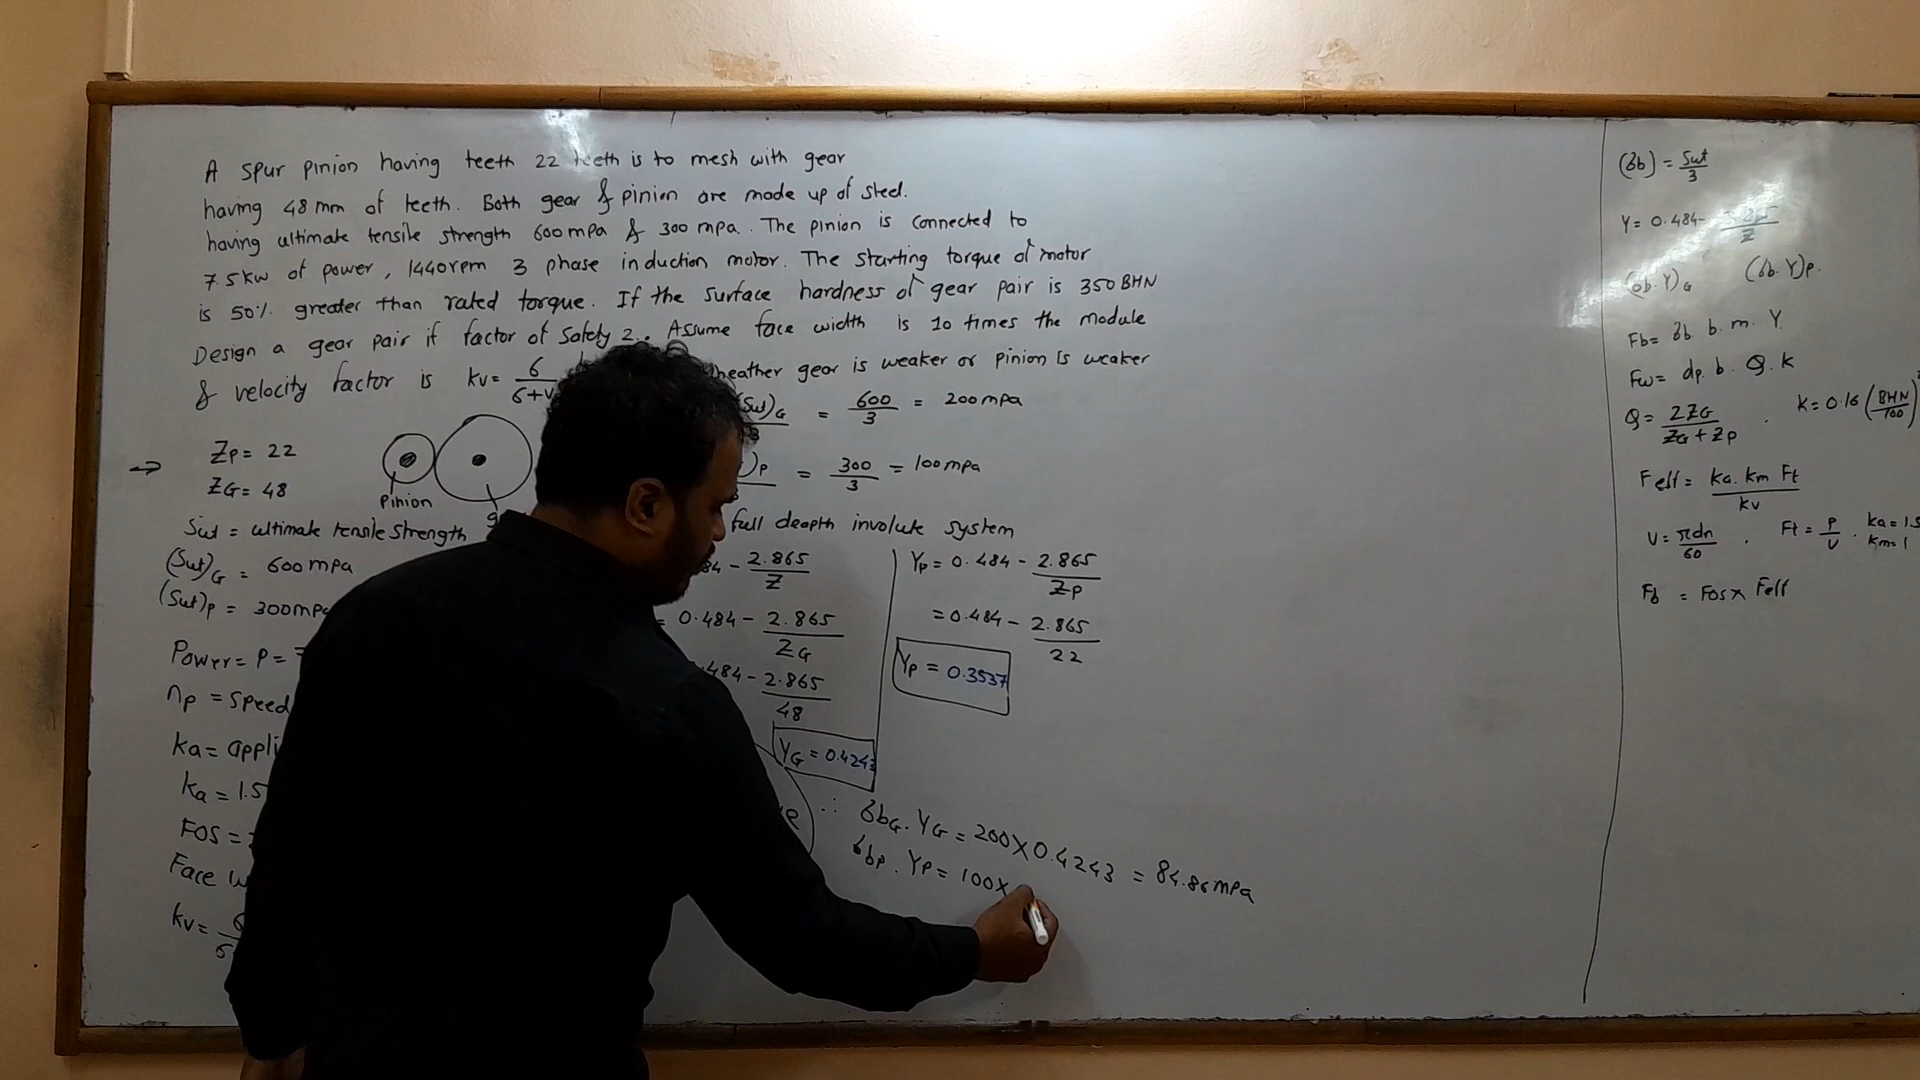 A spur pinion having teeth 22 teeth is to mesh with gear
having 48 mm of teeth. Both gear & pinion are made up of steel.
having ultimate tensile strength 600 mpa & 300 mpa. The pinion is connected to
7.5 kw of power, 1440 rpm 3 phase induction motor. The starting torque of motor
is 50% greater than rated torque. If the surface hardness of gear pair is 350 BHN
Design a gear pair if factor of Safety 2. Assume face width is 10 times the module
& velocity factor is kv = 6/6+v heather gear is weaker or pinion is weaker
→ Zp = 22
ZG = 48
Pinion
Sut = ultimate tensile strength
(Sut)G = 600 mpa
(Sut)p = 300 mpa
Power = P = 7
np = speed
ka = appli
ka = 1.5
FOS =
Face w
kv = 6
(Sut)G/3 = 600/3 = 200 mpa
)p = 300/3 = 100 mpa
full deapth involute system
84 - 2.865/Z
= 0.484 - 2.865/ZG
.484 - 2.865/48
YG = 0.4243
Yp = 0.484 - 2.865/Zp
= 0.484 - 2.865/22
Yp = 0.3537
∴ 6bG . YG = 200 x 0.4243 = 84.86 mpa
6bp . Yp = 100 x
(6b) = Sut/3
Y = 0.484 - /Z
(6b. Y)G (6b. Y)p.
Fb = 6b. b. m. Y
Fw = dp. b. Q. k
Q = 2ZG/ZG + Zp . K = 0.16 (BHN/100)
Feff = ka. km Ft/kv
V = πdn/60 . Ft = P/V . ka = 1.5
km = 1
Fb = Fos x Feff